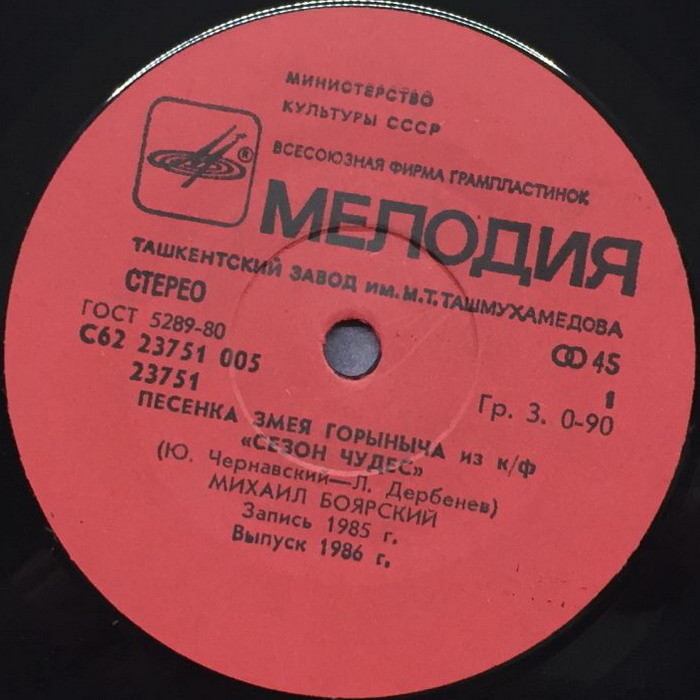 МИНИСТЕРСТВО
КУЛЬТУРЫ СССР
®
ВСЕСОЮЗНАЯ ФИРМА ГРАМПЛАСТИНОК
МЕЛОДИЯ
ТАШКЕНТСКИЙ ЗАВОД им. М.Т. ТАШМУХАМЕДОВА
СТЕРЕО
ГОСТ 5289-80
45
С62 23751 005
1
23751
Гр. 3. 0-90
ПЕСЕНКА ЗМЕЯ ГОРЫНЫЧА из к/ф
«СЕЗОН ЧУДЕС»
(Ю. Чернавский—Л. Дербенев)
МИХАИЛ БОЯРСКИЙ
Запись 1985 г.
Выпуск 1986 г.